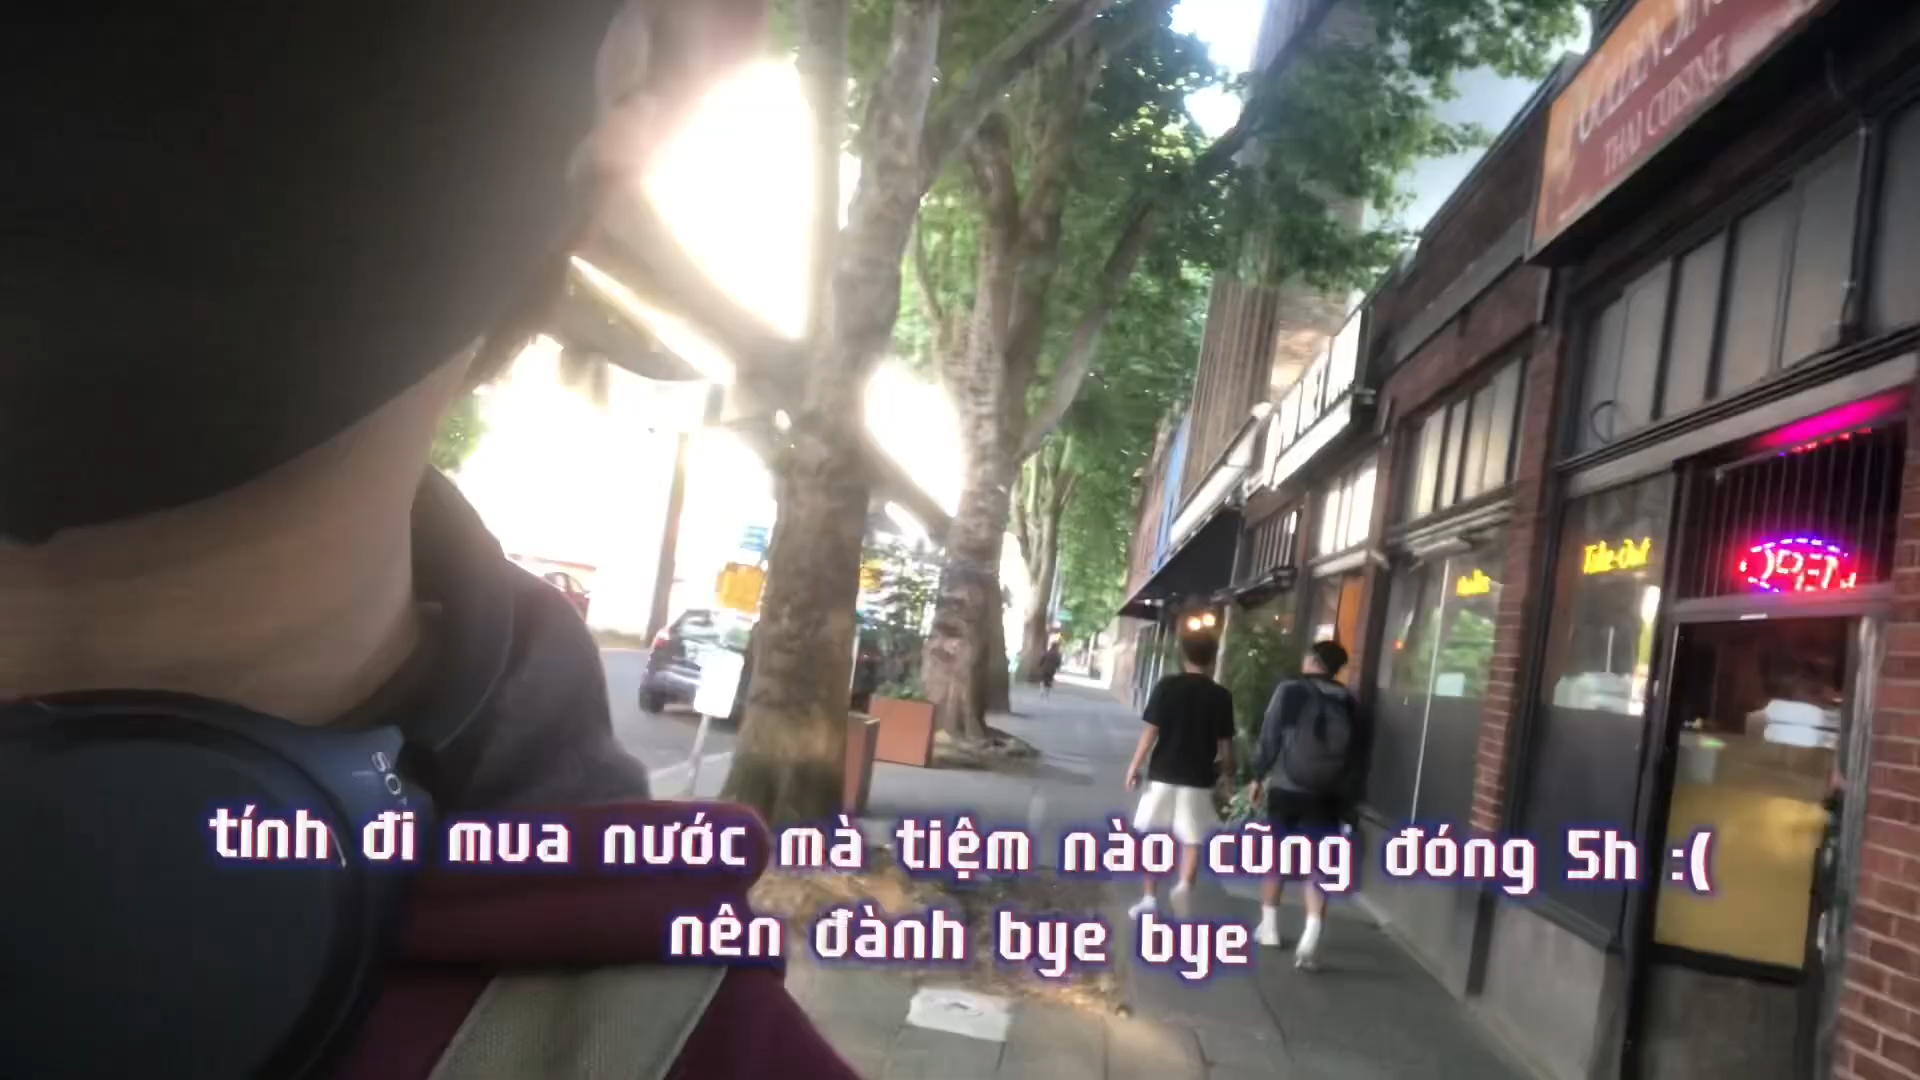 THAI CUISINE
Take-Out
OPEN
tính đi mua nước mà tiệm nào cũng đóng 5h :(
nên đành bye bye